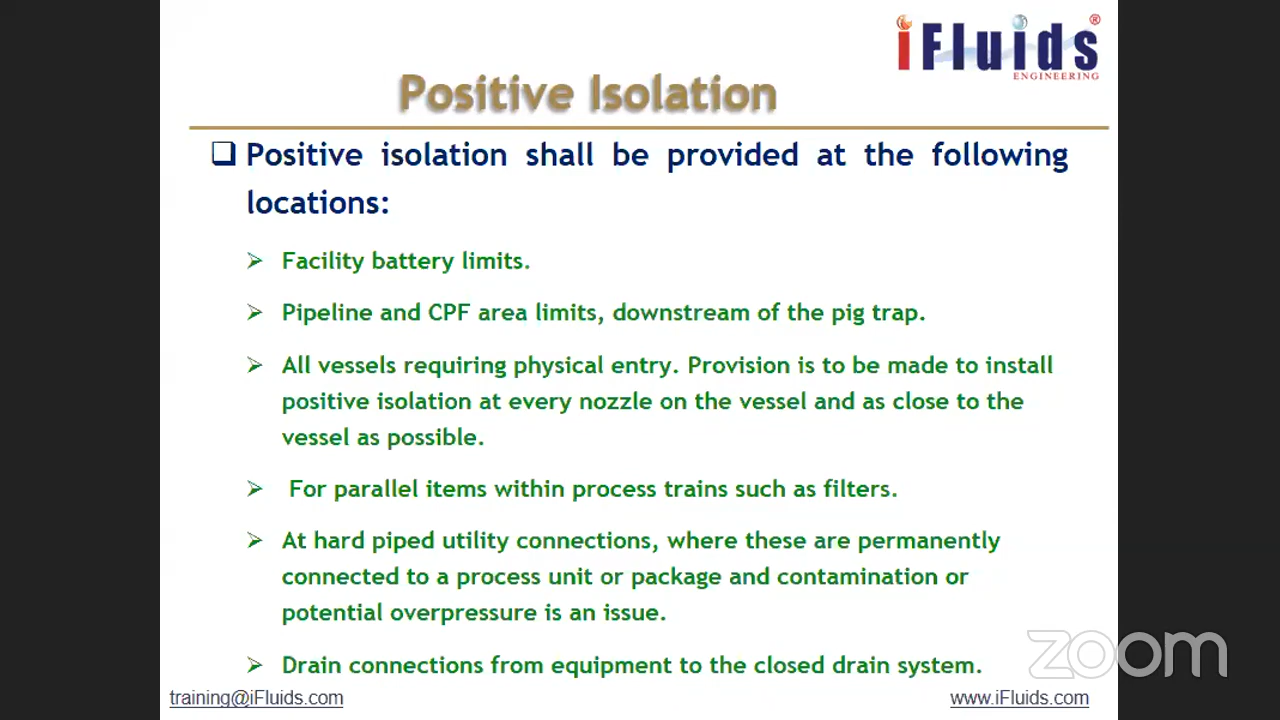 iFluids®
ENGINEERING
Positive Isolation
Positive isolation shall be provided at the following
locations:
Facility battery limits.
Pipeline and CPF area limits, downstream of the pig trap.
All vessels requiring physical entry. Provision is to be made to install
positive isolation at every nozzle on the vessel and as close to the
vessel as possible.
For parallel items within process trains such as filters.
At hard piped utility connections, where these are permanently
connected to a process unit or package and contamination or
potential overpressure is an issue.
Drain connections from equipment to the closed drain system.
zoom
training@iFluids.com
www.iFluids.com